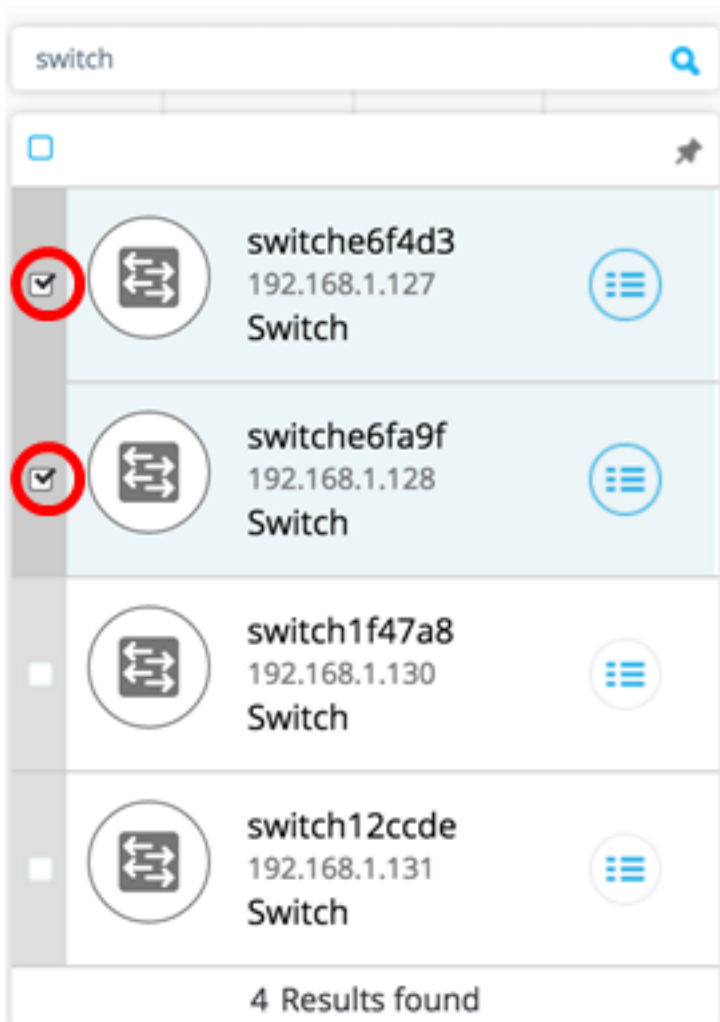 switch
switche6f4d3
192.168.1.127
Switch
switche6fa9f
192.168.1.128
Switch
switch1f47a8
192.168.1.130
Switch
switch12ccde
192.168.1.131
Switch
4 Results found